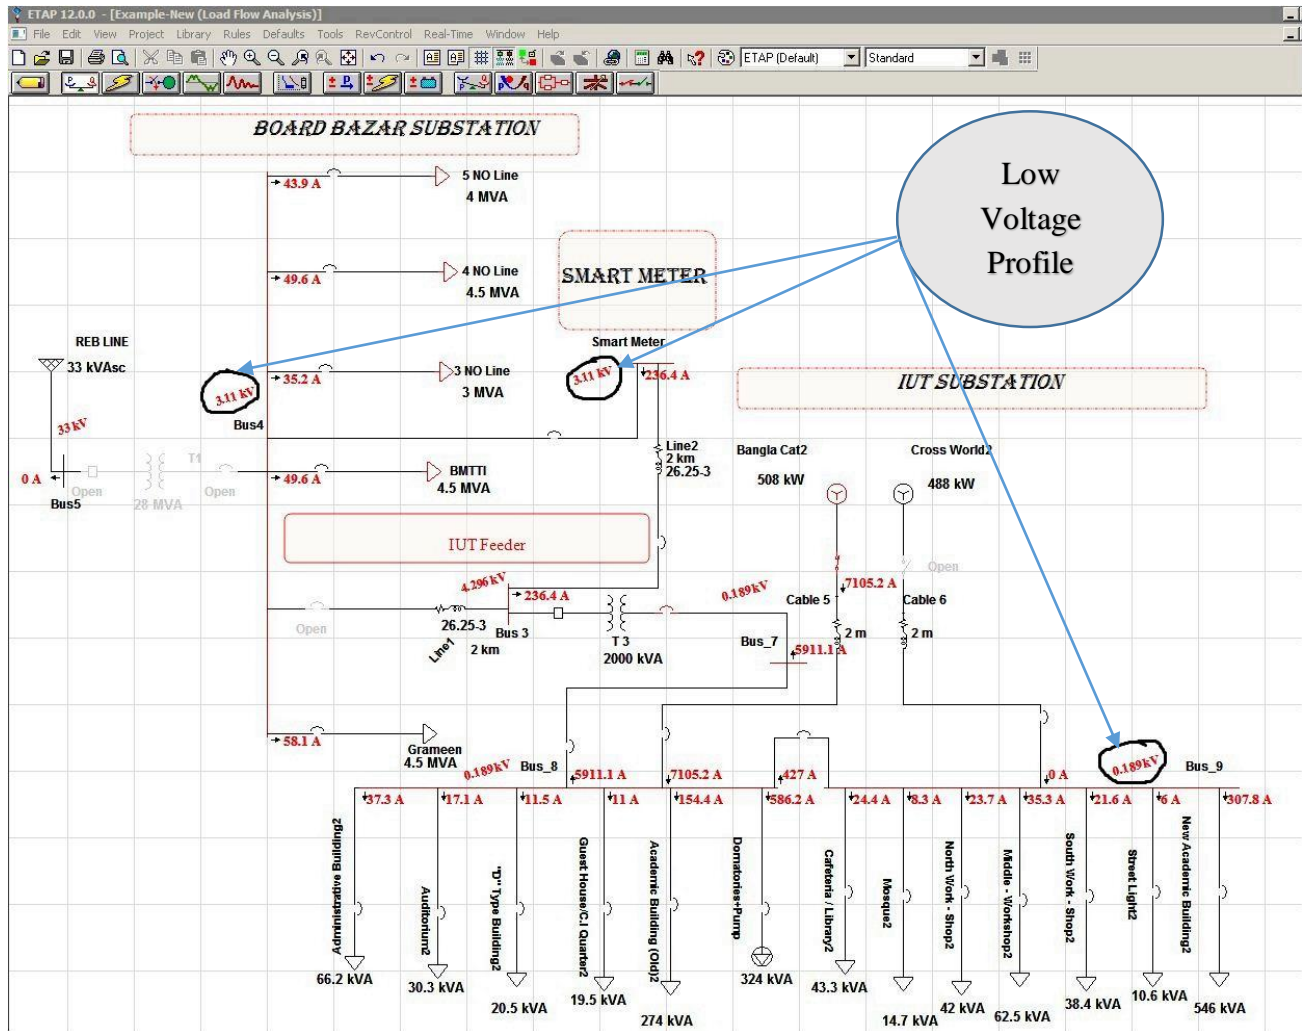 ETAP 12.0.0 - [Example-New (Load Flow Analysis)]
File Edit View Project Library Rules Defaults Tools RevControl Real-Time Window Help
ETAP (Default)
Standard
BOARD BAZAR SUBSTATION
Low
Voltage
Profile
43.9 A
5 NO Line
4 MVA
SMART METER
49.6 A
4 NO Line
4.5 MVA
REB LINE
33 kVAsc
Smart Meter
3.11 kV
35.2 A
3 NO Line
3 MVA
3.11 kV
236.4 A
IUT SUBSTATION
Bus4
33 kV
Line2
2 km
26.25-3
Bangla Cat2
508 kW
Cross World2
488 kW
0 A
Bus5
Open
T1
28 MVA
Open
49.6 A
BMTTI
4.5 MVA
IUT Feeder
4.296 kV
236.4 A
0.189 kV
7105.2 A
Open
Cable 5
Cable 6
Open
Line1
26.25-3
2 km
Bus 3
T 3
2000 kVA
Bus_7
5911.1 A
2 m
2 m
58.1 A
Grameen
4.5 MVA
0.189 kV
Bus_8
5911.1 A
7105.2 A
427 A
0 A
0.189 kV
Bus_9
37.3 A
17.1 A
11.5 A
11 A
154.4 A
586.2 A
24.4 A
8.3 A
23.7 A
35.3 A
21.6 A
6 A
307.8 A
Administrative Building2
Auditorium2
"D" Type Building2
Guest House/C.I Quarter2
Academic Building (Old)2
Dormatories+Pump
Cafeteria / Library2
Mosque2
North Work - Shop2
Middle - Workshop2
South Work - Shop2
Street Light2
New Academic Building2
66.2 kVA
30.3 kVA
20.5 kVA
19.5 kVA
274 kVA
324 kVA
43.3 kVA
14.7 kVA
42 kVA
62.5 kVA
38.4 kVA
10.6 kVA
546 kVA